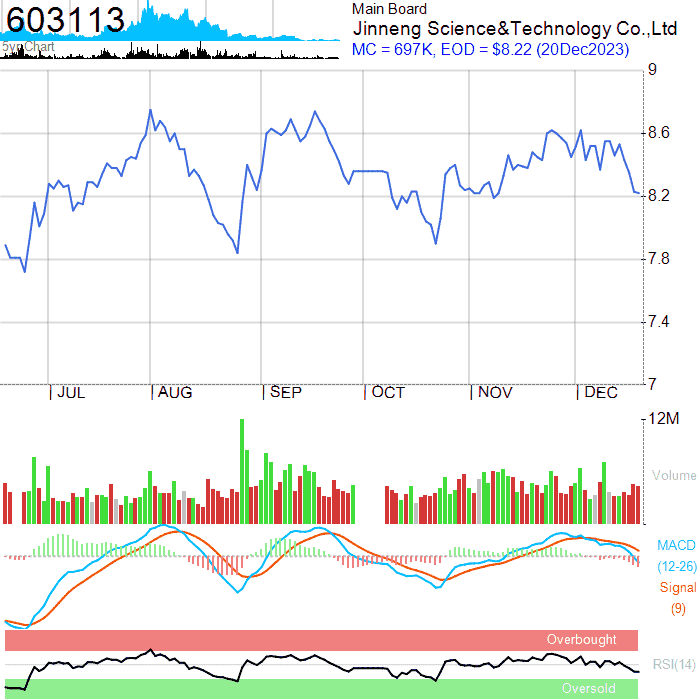 603113
5yr Chart
Main Board
Jinneng Science&Technology Co.,Ltd
MC = 697K, EOD = $8.22 (20Dec2023)
9
8.6
8.2
7.8
7.4
7
JUL AUG SEP OCT NOV DEC
12M
Volume
MACD
(12-26)
Signal
(9)
Overbought
RSI(14)
Oversold